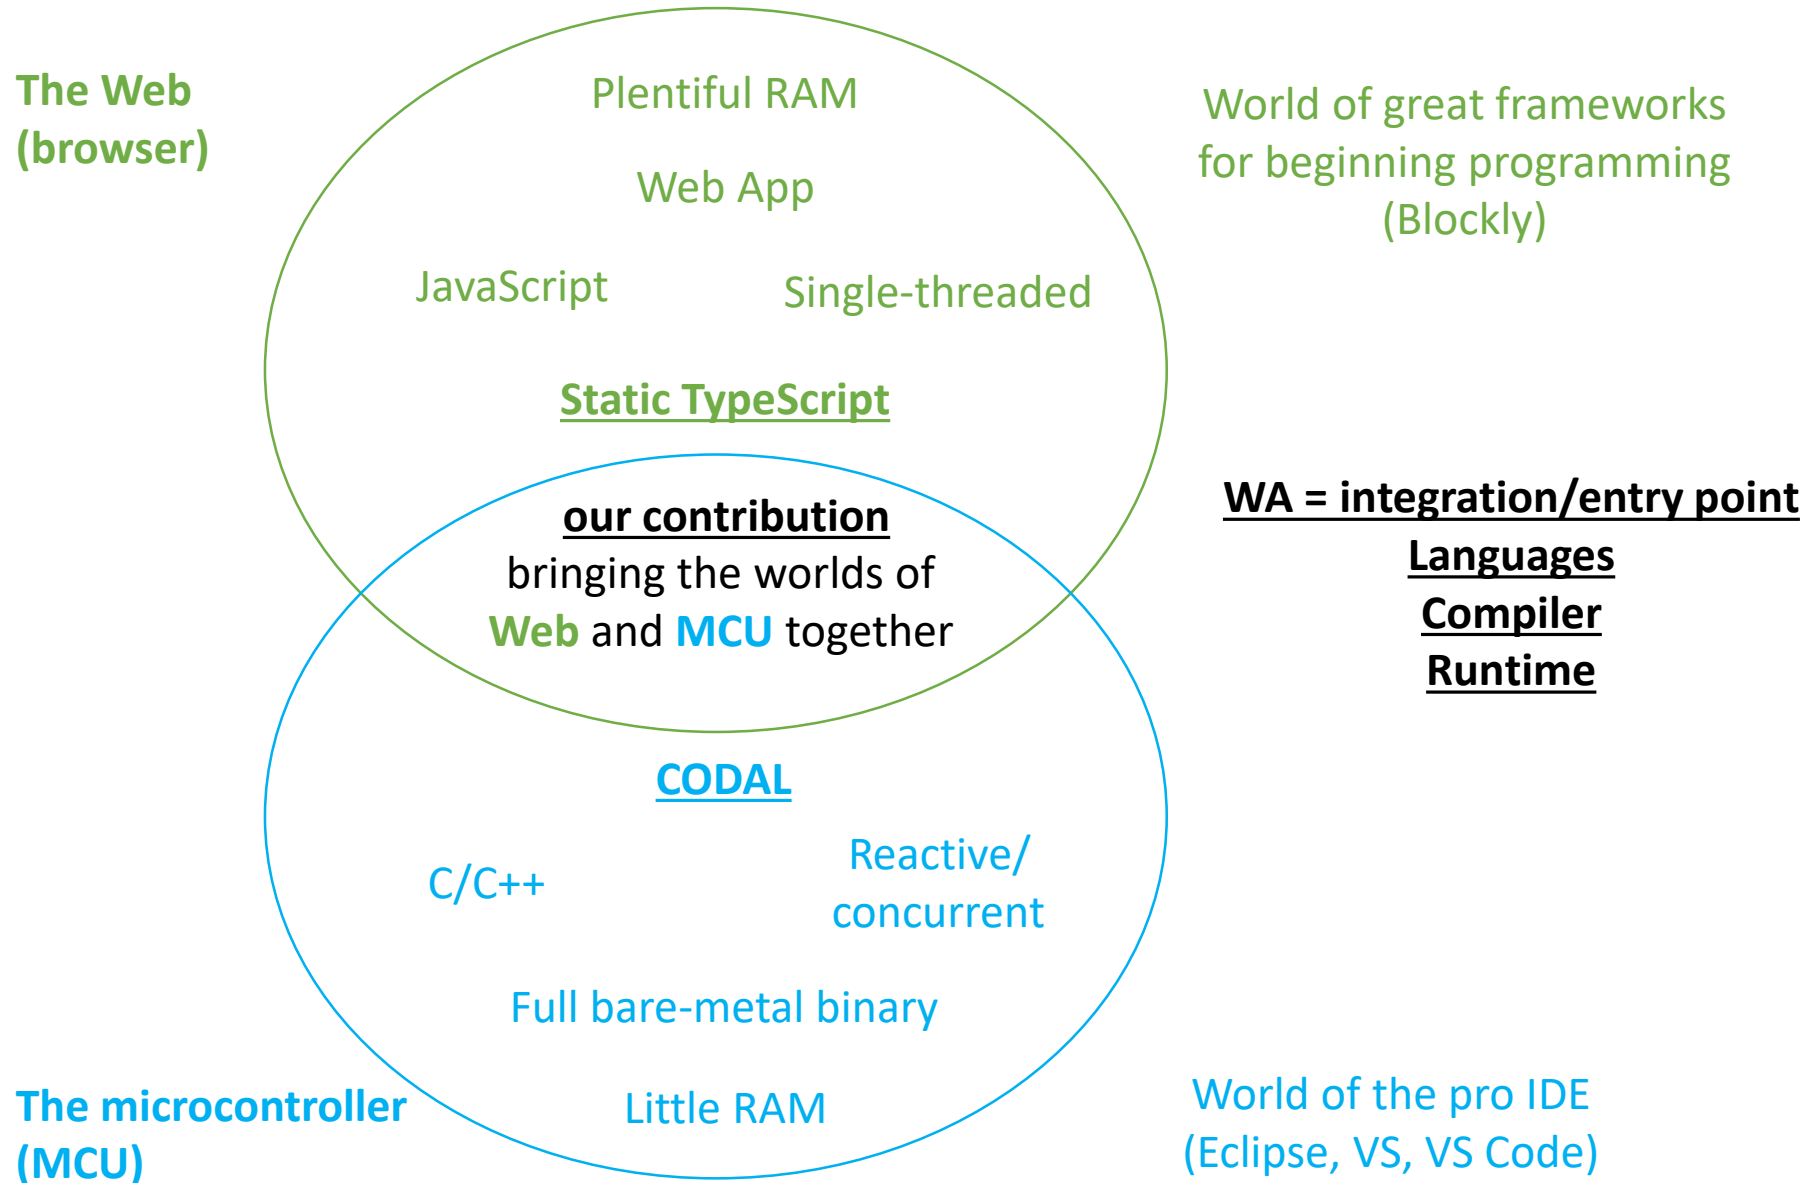 The Web
(browser)
Plentiful RAM
Web App
JavaScript
Single-threaded
Static TypeScript
World of great frameworks
for beginning programming
(Blockly)
our contribution
bringing the worlds of
Web and MCU together
WA = integration/entry point
Languages
Compiler
Runtime
CODAL
C/C++
Reactive/
concurrent
Full bare-metal binary
Little RAM
The microcontroller
(MCU)
World of the pro IDE
(Eclipse, VS, VS Code)